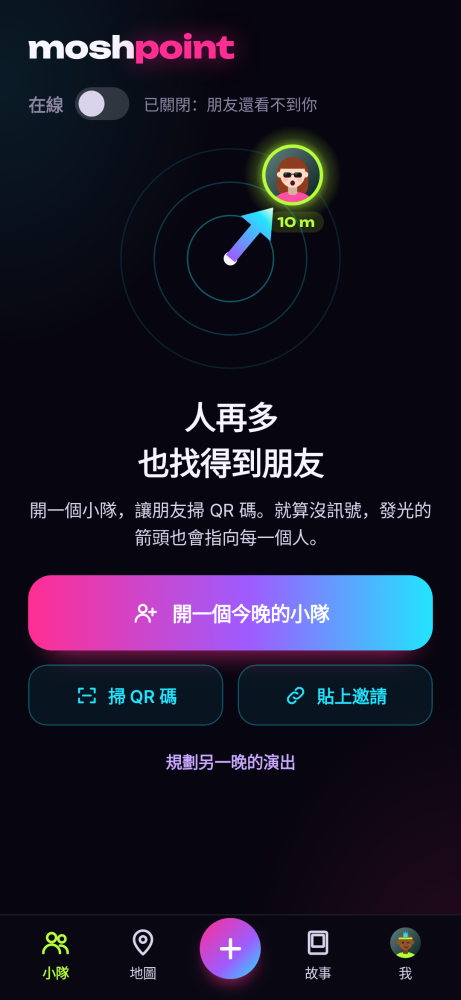 moshpoint
在線
已關閉：朋友還看不到你
10 m
人再多
也找得到朋友
開一個小隊，讓朋友掃 QR 碼。就算沒訊號，發光的
箭頭也會指向每一個人。
開一個今晚的小隊
掃 QR 碼
貼上邀請
規劃另一晚的演出
小隊
地圖
故事
我